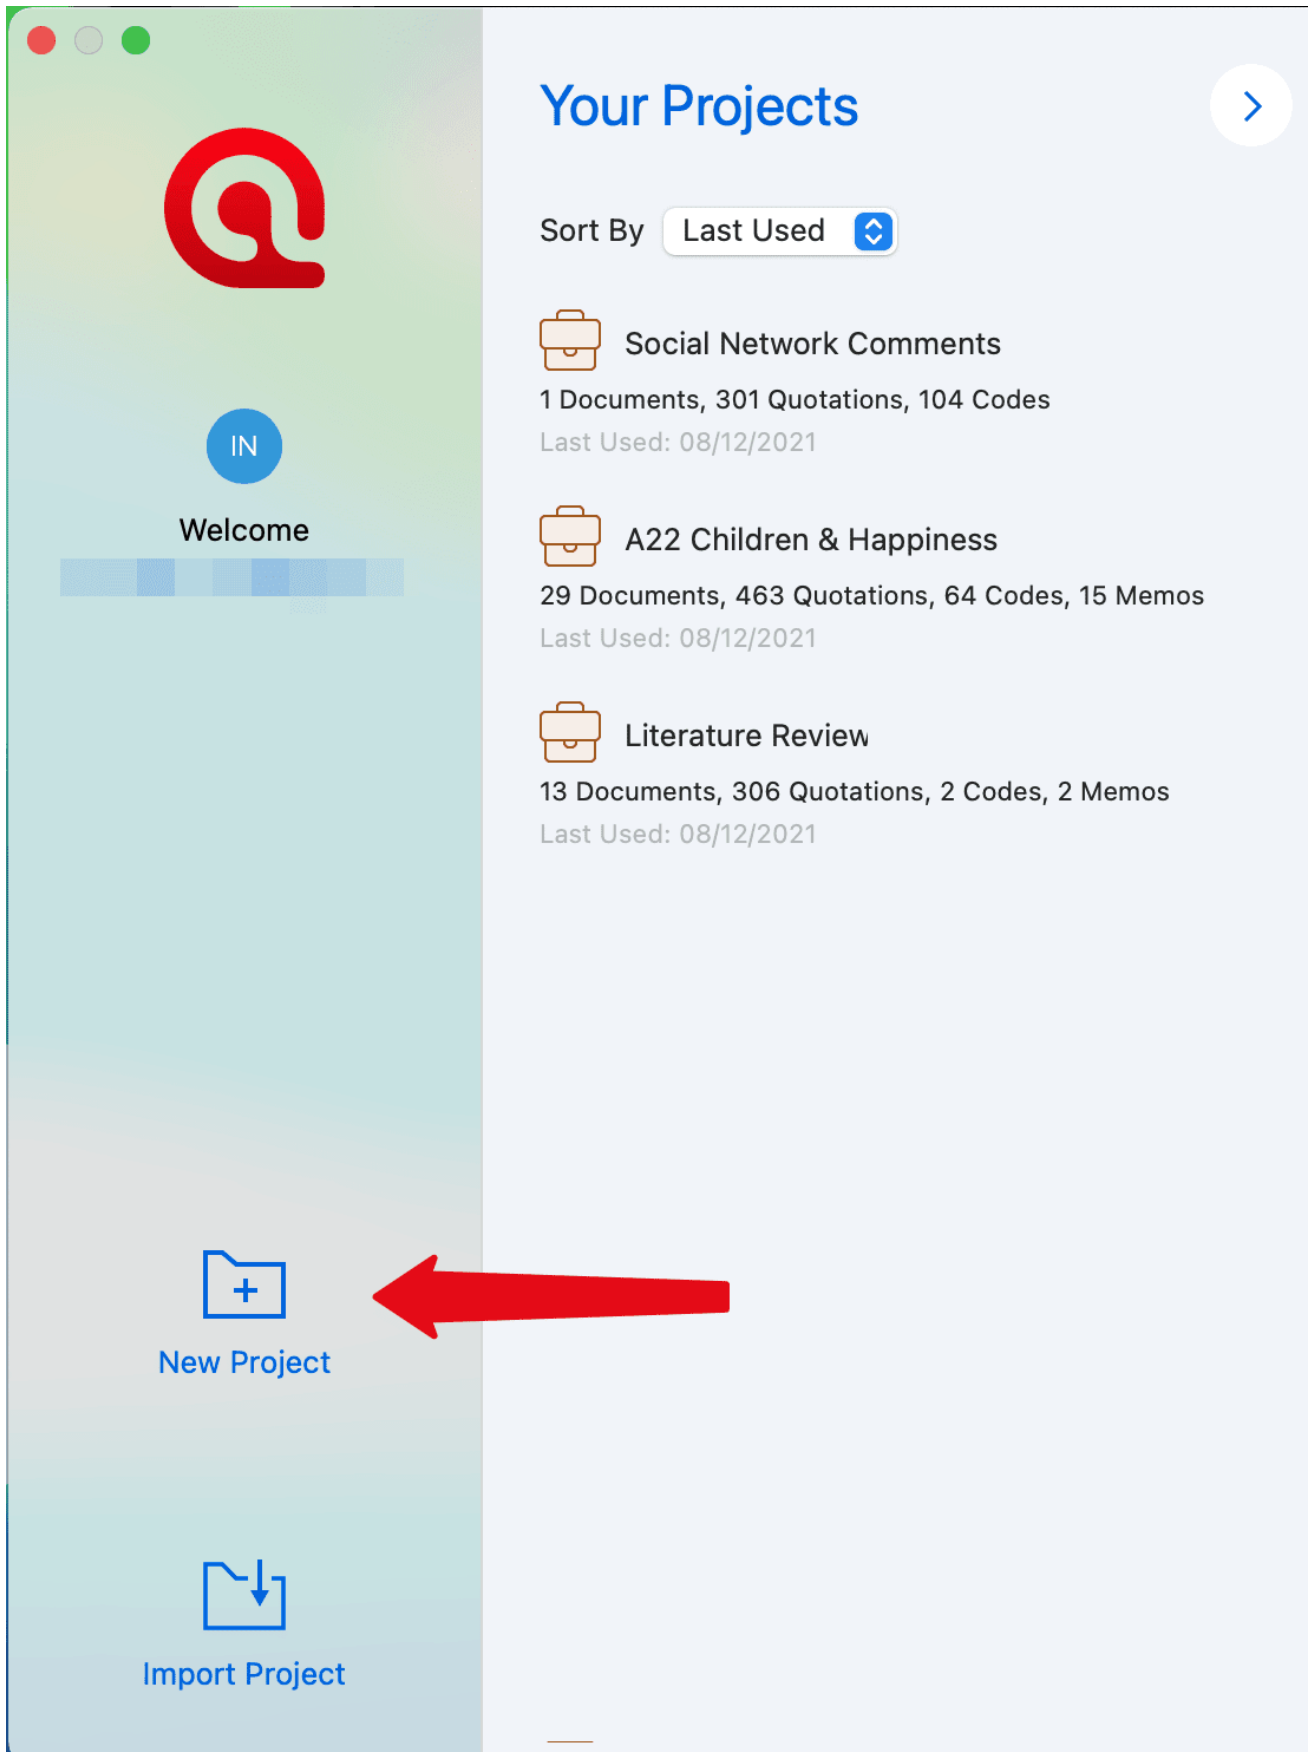 Your Projects
Sort By Last Used
Social Network Comments
1 Documents, 301 Quotations, 104 Codes
Last Used: 08/12/2021
A22 Children & Happiness
29 Documents, 463 Quotations, 64 Codes, 15 Memos
Last Used: 08/12/2021
Literature Review
13 Documents, 306 Quotations, 2 Codes, 2 Memos
Last Used: 08/12/2021
IN
Welcome
New Project
Import Project